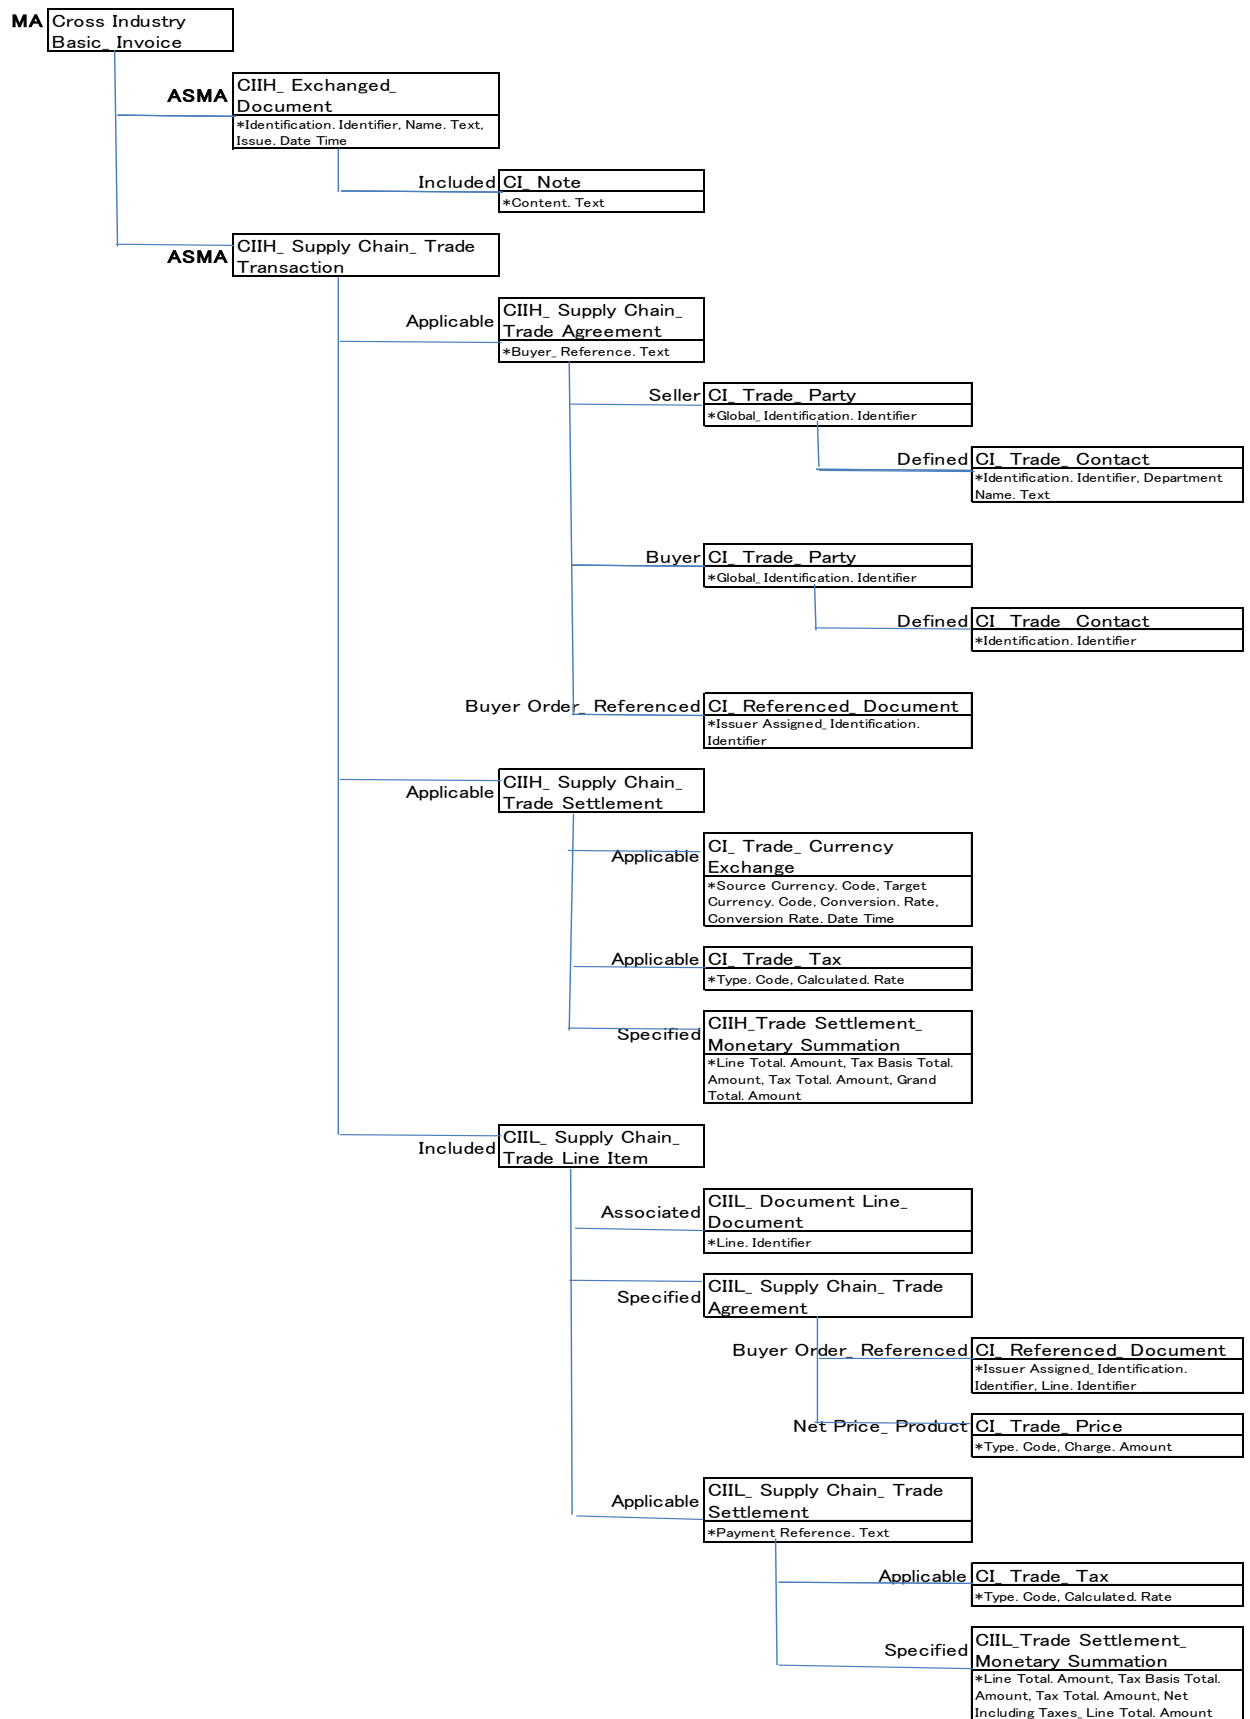 MA
Cross Industry
Basic_ Invoice
ASMA
CIIH_ Exchanged_
Document
*Identification. Identifier, Name. Text,
Issue. Date Time
Included
CI_ Note
*Content. Text
ASMA
CIIH_ Supply Chain_ Trade
Transaction
Applicable
CIIH_ Supply Chain_
Trade Agreement
*Buyer_ Reference. Text
Seller
CI_ Trade_ Party
*Global_ Identification. Identifier
Defined
CI_ Trade_ Contact
*Identification. Identifier, Department
Name. Text
Buyer
CI_ Trade_ Party
*Global_ Identification. Identifier
Defined
CI_ Trade_ Contact
*Identification. Identifier
Buyer Order_ Referenced
CI_ Referenced_ Document
*Issuer Assigned_ Identification.
Identifier
Applicable
CIIH_ Supply Chain_
Trade Settlement
Applicable
CI_ Trade_ Currency
Exchange
*Source Currency. Code, Target
Currency. Code, Conversion. Rate,
Conversion Rate. Date Time
Applicable
CI_ Trade_ Tax
*Type. Code, Calculated. Rate
Specified
CIIH_Trade Settlement_
Monetary Summation
*Line Total. Amount, Tax Basis Total.
Amount, Tax Total. Amount, Grand
Total. Amount
Included
CIIL_ Supply Chain_
Trade Line Item
Associated
CIIL_ Document Line_
Document
*Line. Identifier
Specified
CIIL_ Supply Chain_ Trade
Agreement
Buyer Order_ Referenced
CI_ Referenced_ Document
*Issuer Assigned_ Identification.
Identifier, Line. Identifier
Net Price_ Product
CI_ Trade_ Price
*Type. Code, Charge. Amount
Applicable
CIIL_ Supply Chain_ Trade
Settlement
*Payment Reference. Text
Applicable
CI_ Trade_ Tax
*Type. Code, Calculated. Rate
Specified
CIIL_Trade Settlement_
Monetary Summation
*Line Total. Amount, Tax Basis Total.
Amount, Tax Total. Amount, Net
Including Taxes_ Line Total. Amount